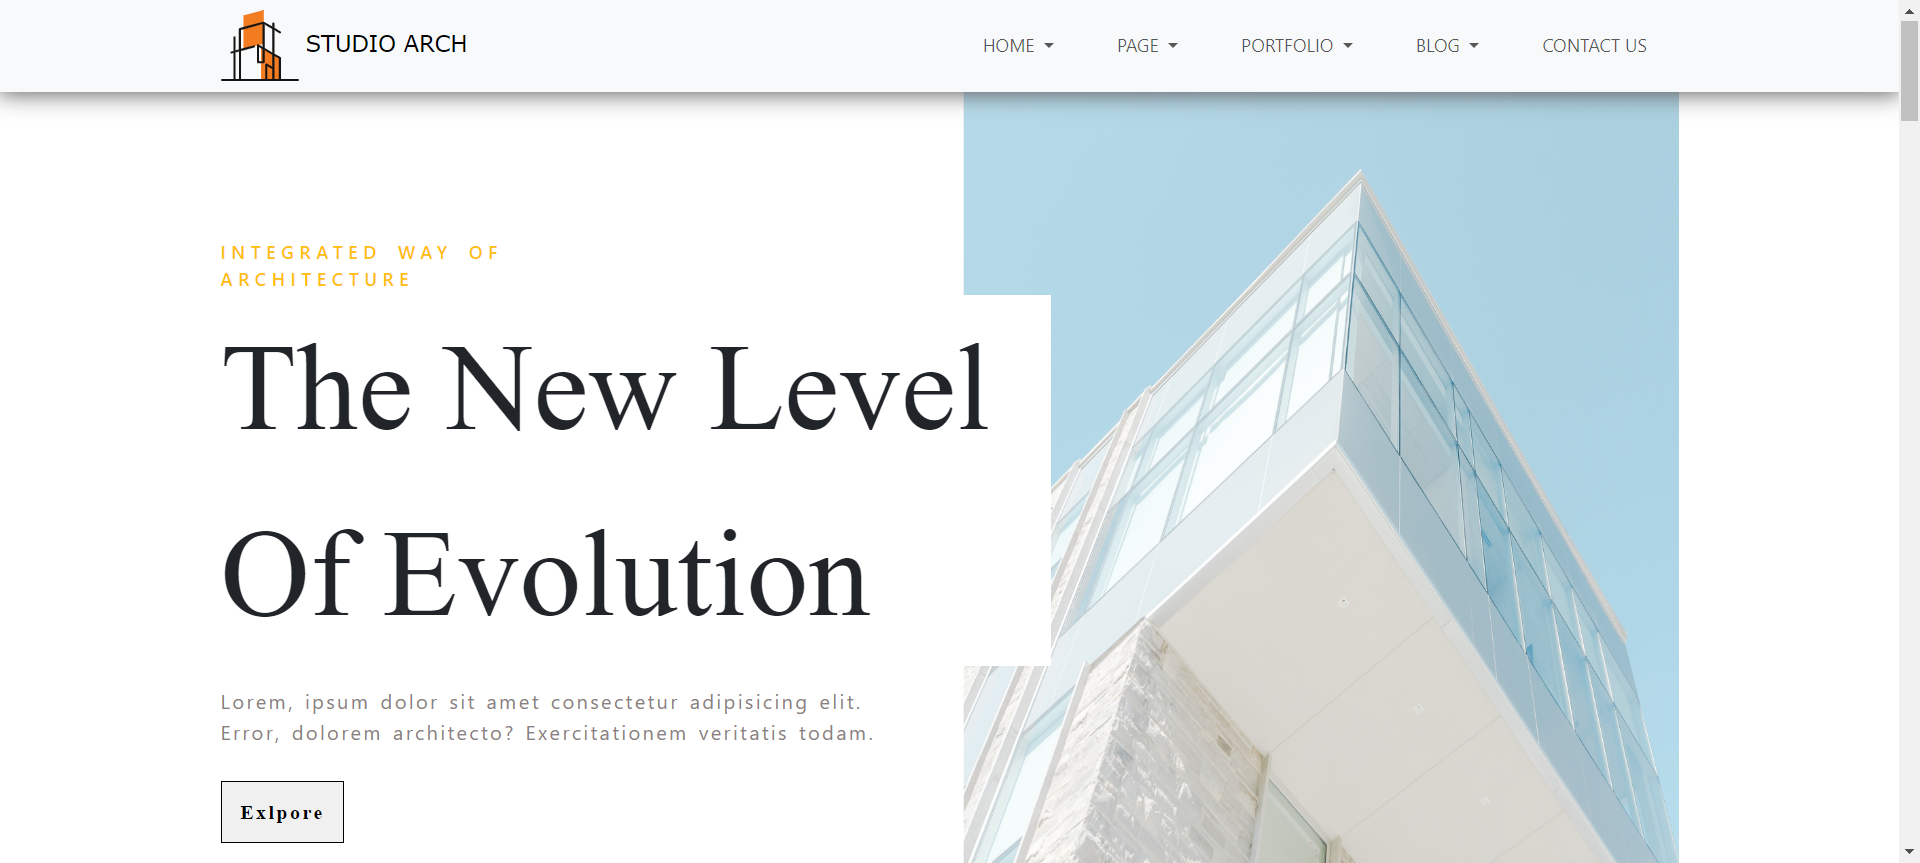 STUDIO ARCH
HOME PAGE PORTFOLIO BLOG CONTACT US
INTEGRATED WAY OF
ARCHITECTURE
The New Level
Of Evolution
Lorem, ipsum dolor sit amet consectetur adipisicing elit.
Error, dolorem architecto? Exercitationem veritatis todam.
Exlpore